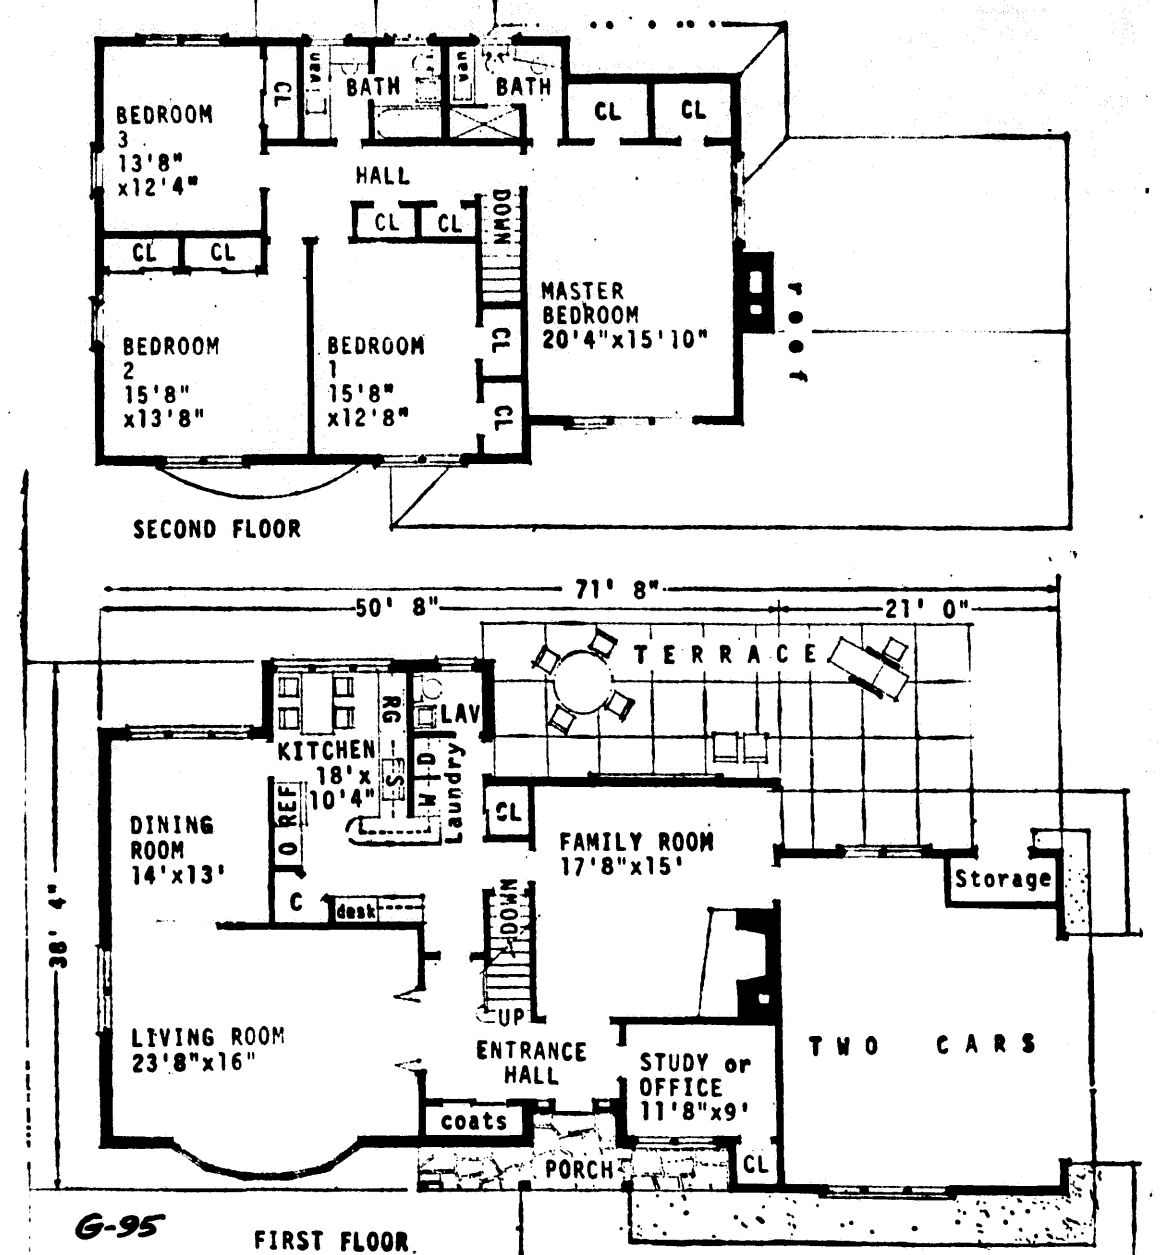 VAN
VAN
CL
BATH
BATH
CL
CL
BEDROOM
3
13'8"
x12'4"
HALL
DOWN
CL
CL
CL
CL
MASTER
BEDROOM
20'4"x15'10"
roof
BEDROOM
2
15'8"
x13'8"
BEDROOM
1
15'8"
x12'8"
CL
CL
SECOND FLOOR
71' 8"
50' 8"
21' 0"
TERRACE
RG
LAV
KITCHEN
18'x
10'4"
S
D
W
Laundry
O REF
CL
DINING
ROOM
14'x13'
FAMILY ROOM
17'8"x15'
Storage
C
desk
DOWN
38' 4"
UP
LIVING ROOM
23'8"x16"
ENTRANCE
HALL
STUDY or
OFFICE
11'8"x9'
TWO CARS
coats
PORCH
CL
G-95
FIRST FLOOR